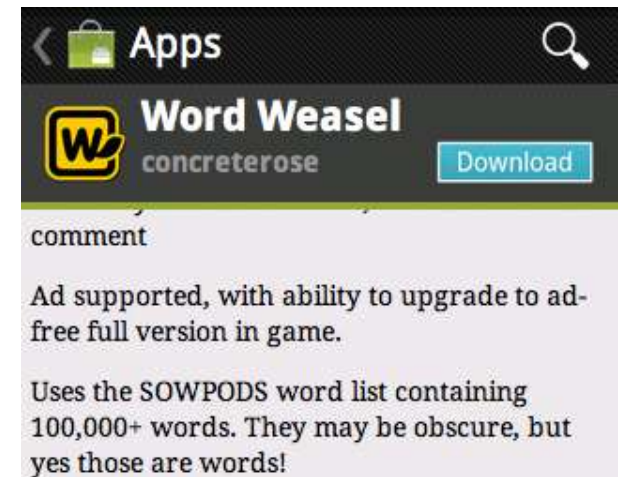 Apps
Word Weasel
concreterose
Download
comment
Ad supported, with ability to upgrade to ad-
free full version in game.
Uses the SOWPODS word list containing
100,000+ words. They may be obscure, but
yes those are words!